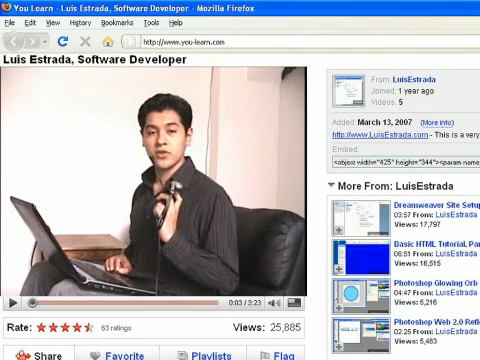 You Learn - Luis Estrada, Software Developer - Mozilla Firefox
File Edit View History Bookmarks Tools Help
http://www.you-learn.com
Luis Estrada, Software Developer
From: LuisEstrada
Joined: 1 year ago
Videos: 5
Added: March 13, 2007 (More info)
http://www.LuisEstrada.com - This is a very
Embed:
<object width="425" height="344"><param name
More From: LuisEstrada
Dreamweaver Site Setup
03:57 From: LuisEstrada
Views: 17,797
Basic HTML Tutorial, Par
06:51 From: LuisEstrada
Views: 16,515
Photoshop Glowing Orb
04:47 From: LuisEstrada
Views: 5,216
Photoshop Web 2.0 Refl
02:25 From: LuisEstrada
Views: 5,483
0:03 / 3:23
Rate: 63 ratings Views: 25,885
Share Favorite Playlists Flag